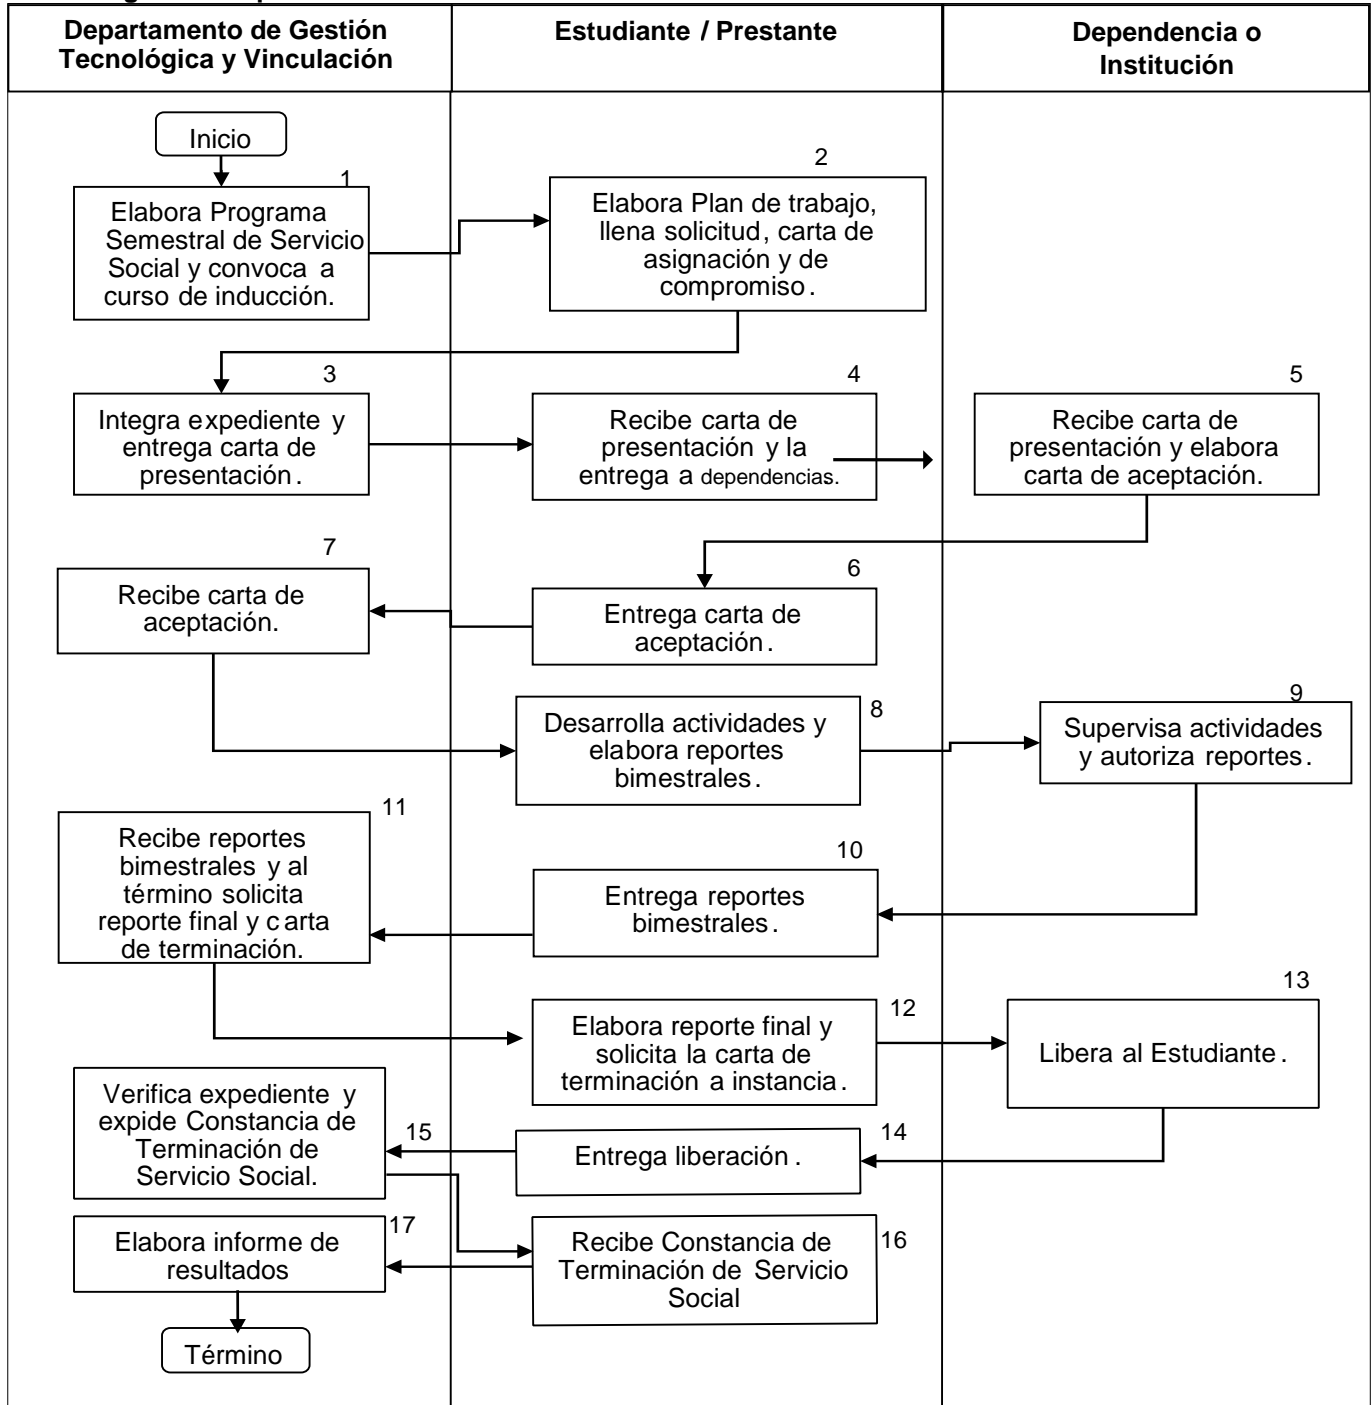 Departamento de Gestión
Tecnológica y Vinculación
Estudiante / Prestante
Dependencia o
Institución
Inicio
1
Elabora Programa
Semestral de Servicio
Social y convoca a
curso de inducción.
2
Elabora Plan de trabajo,
llena solicitud, carta de
asignación y de
compromiso.
3
Integra expediente y
entrega carta de
presentación.
4
Recibe carta de
presentación y la
entrega a dependencias.
5
Recibe carta de
presentación y elabora
carta de aceptación.
6
Entrega carta de
aceptación.
7
Recibe carta de
aceptación.
8
Desarrolla actividades y
elabora reportes
bimestrales.
9
Supervisa actividades
y autoriza reportes.
10
Entrega reportes
bimestrales.
11
Recibe reportes
bimestrales y al
término solicita
reporte final y carta
de terminación.
12
Elabora reporte final y
solicita la carta de
terminación a instancia.
13
Libera al Estudiante.
14
Entrega liberación.
15
Verifica expediente y
expide Constancia de
Terminación de
Servicio Social.
16
Recibe Constancia de
Terminación de Servicio
Social
17
Elabora informe de
resultados
Término